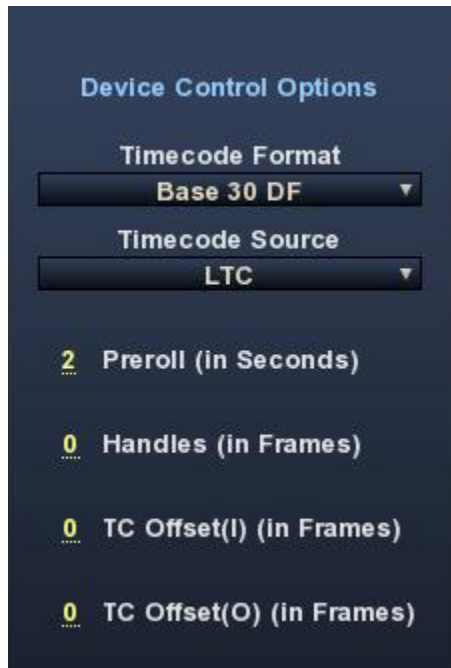 Device Control Options
Timecode Format
Base 30 DF
Timecode Source
LTC
2 Preroll (in Seconds)
0 Handles (in Frames)
0 TC Offset(I) (in Frames)
0 TC Offset(O) (in Frames)